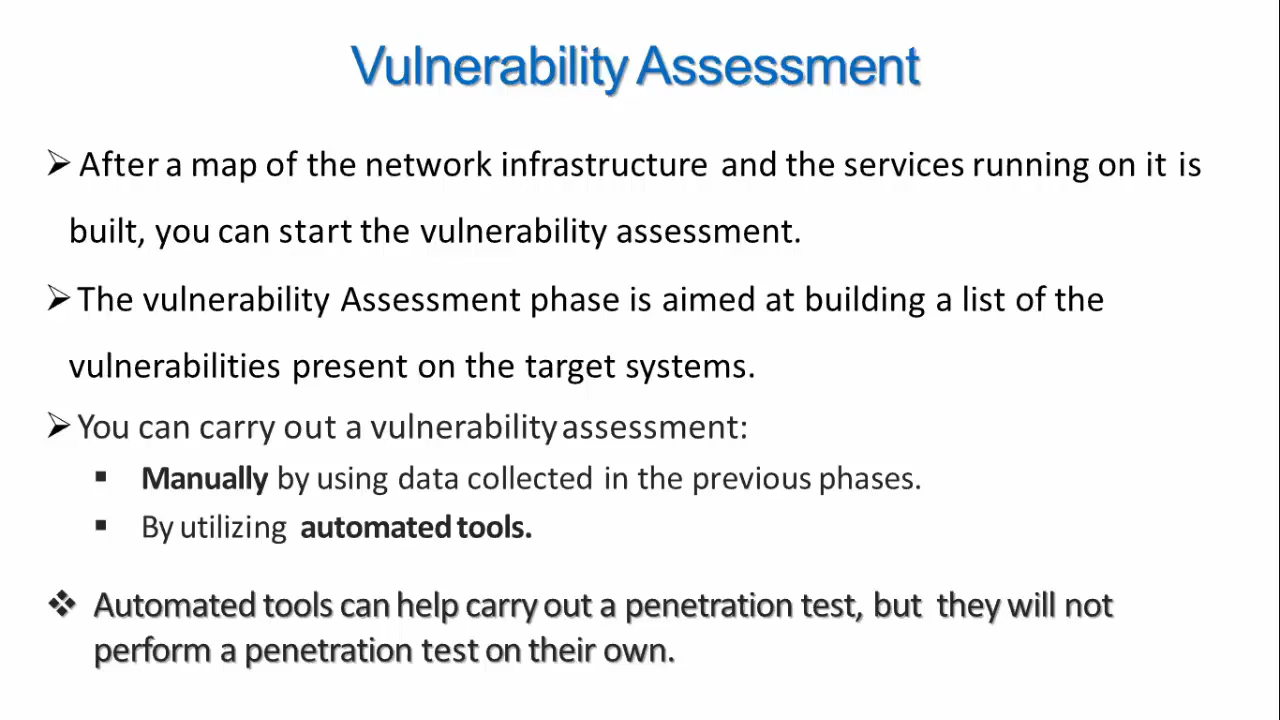 Vulnerability Assessment
➢ After a map of the network infrastructure and the services running on it is
built, you can start the vulnerability assessment.
➢ The vulnerability Assessment phase is aimed at building a list of the
vulnerabilities present on the target systems.
➢ You can carry out a vulnerability assessment:
▪ Manually by using data collected in the previous phases.
▪ By utilizing automated tools.
❖ Automated tools can help carry out a penetration test, but they will not
perform a penetration test on their own.